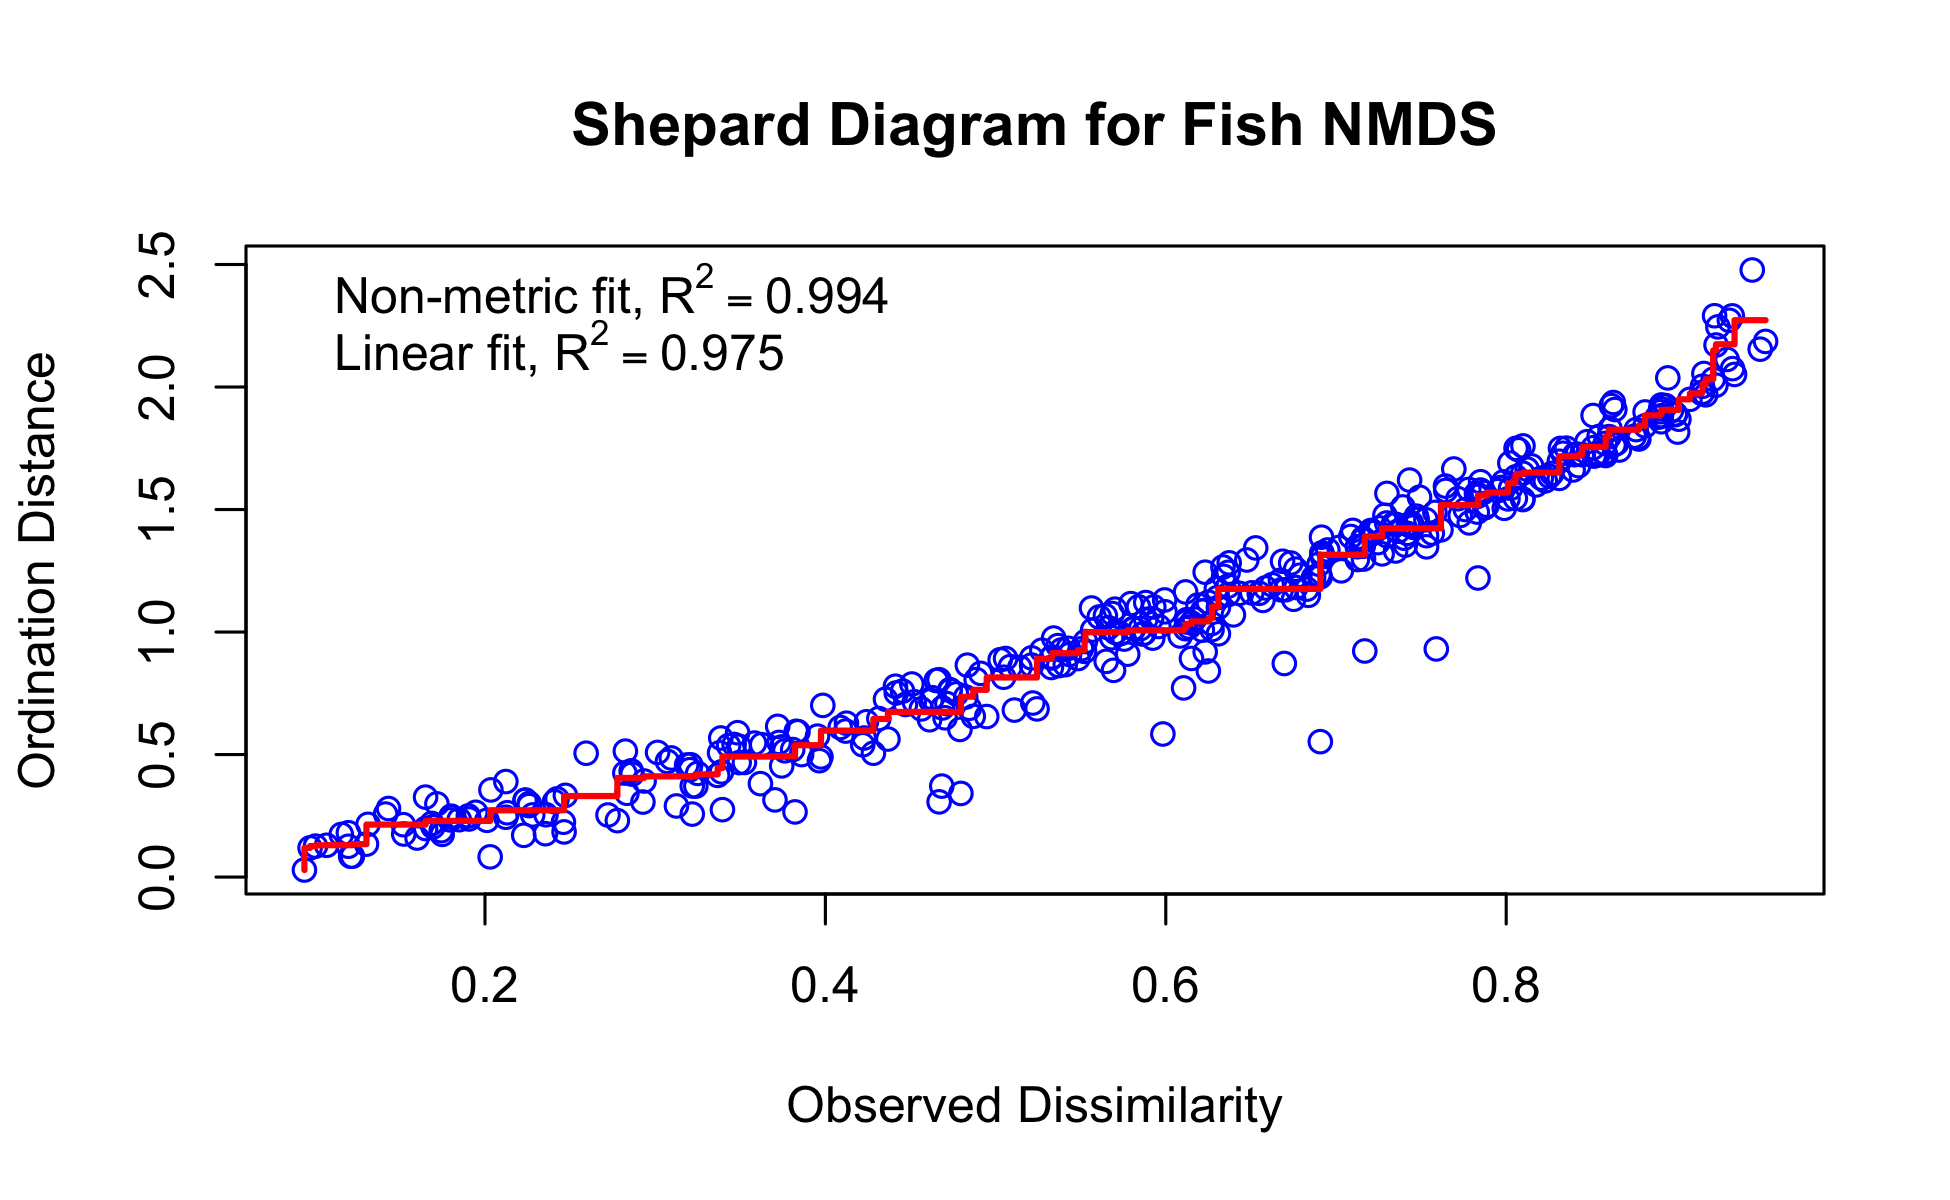 Shepard Diagram for Fish NMDS
Non-metric fit, R² = 0.994
Linear fit, R² = 0.975
Ordination Distance
2.5
2.0
1.5
1.0
0.5
0.0
0.2 0.4 0.6 0.8
Observed Dissimilarity